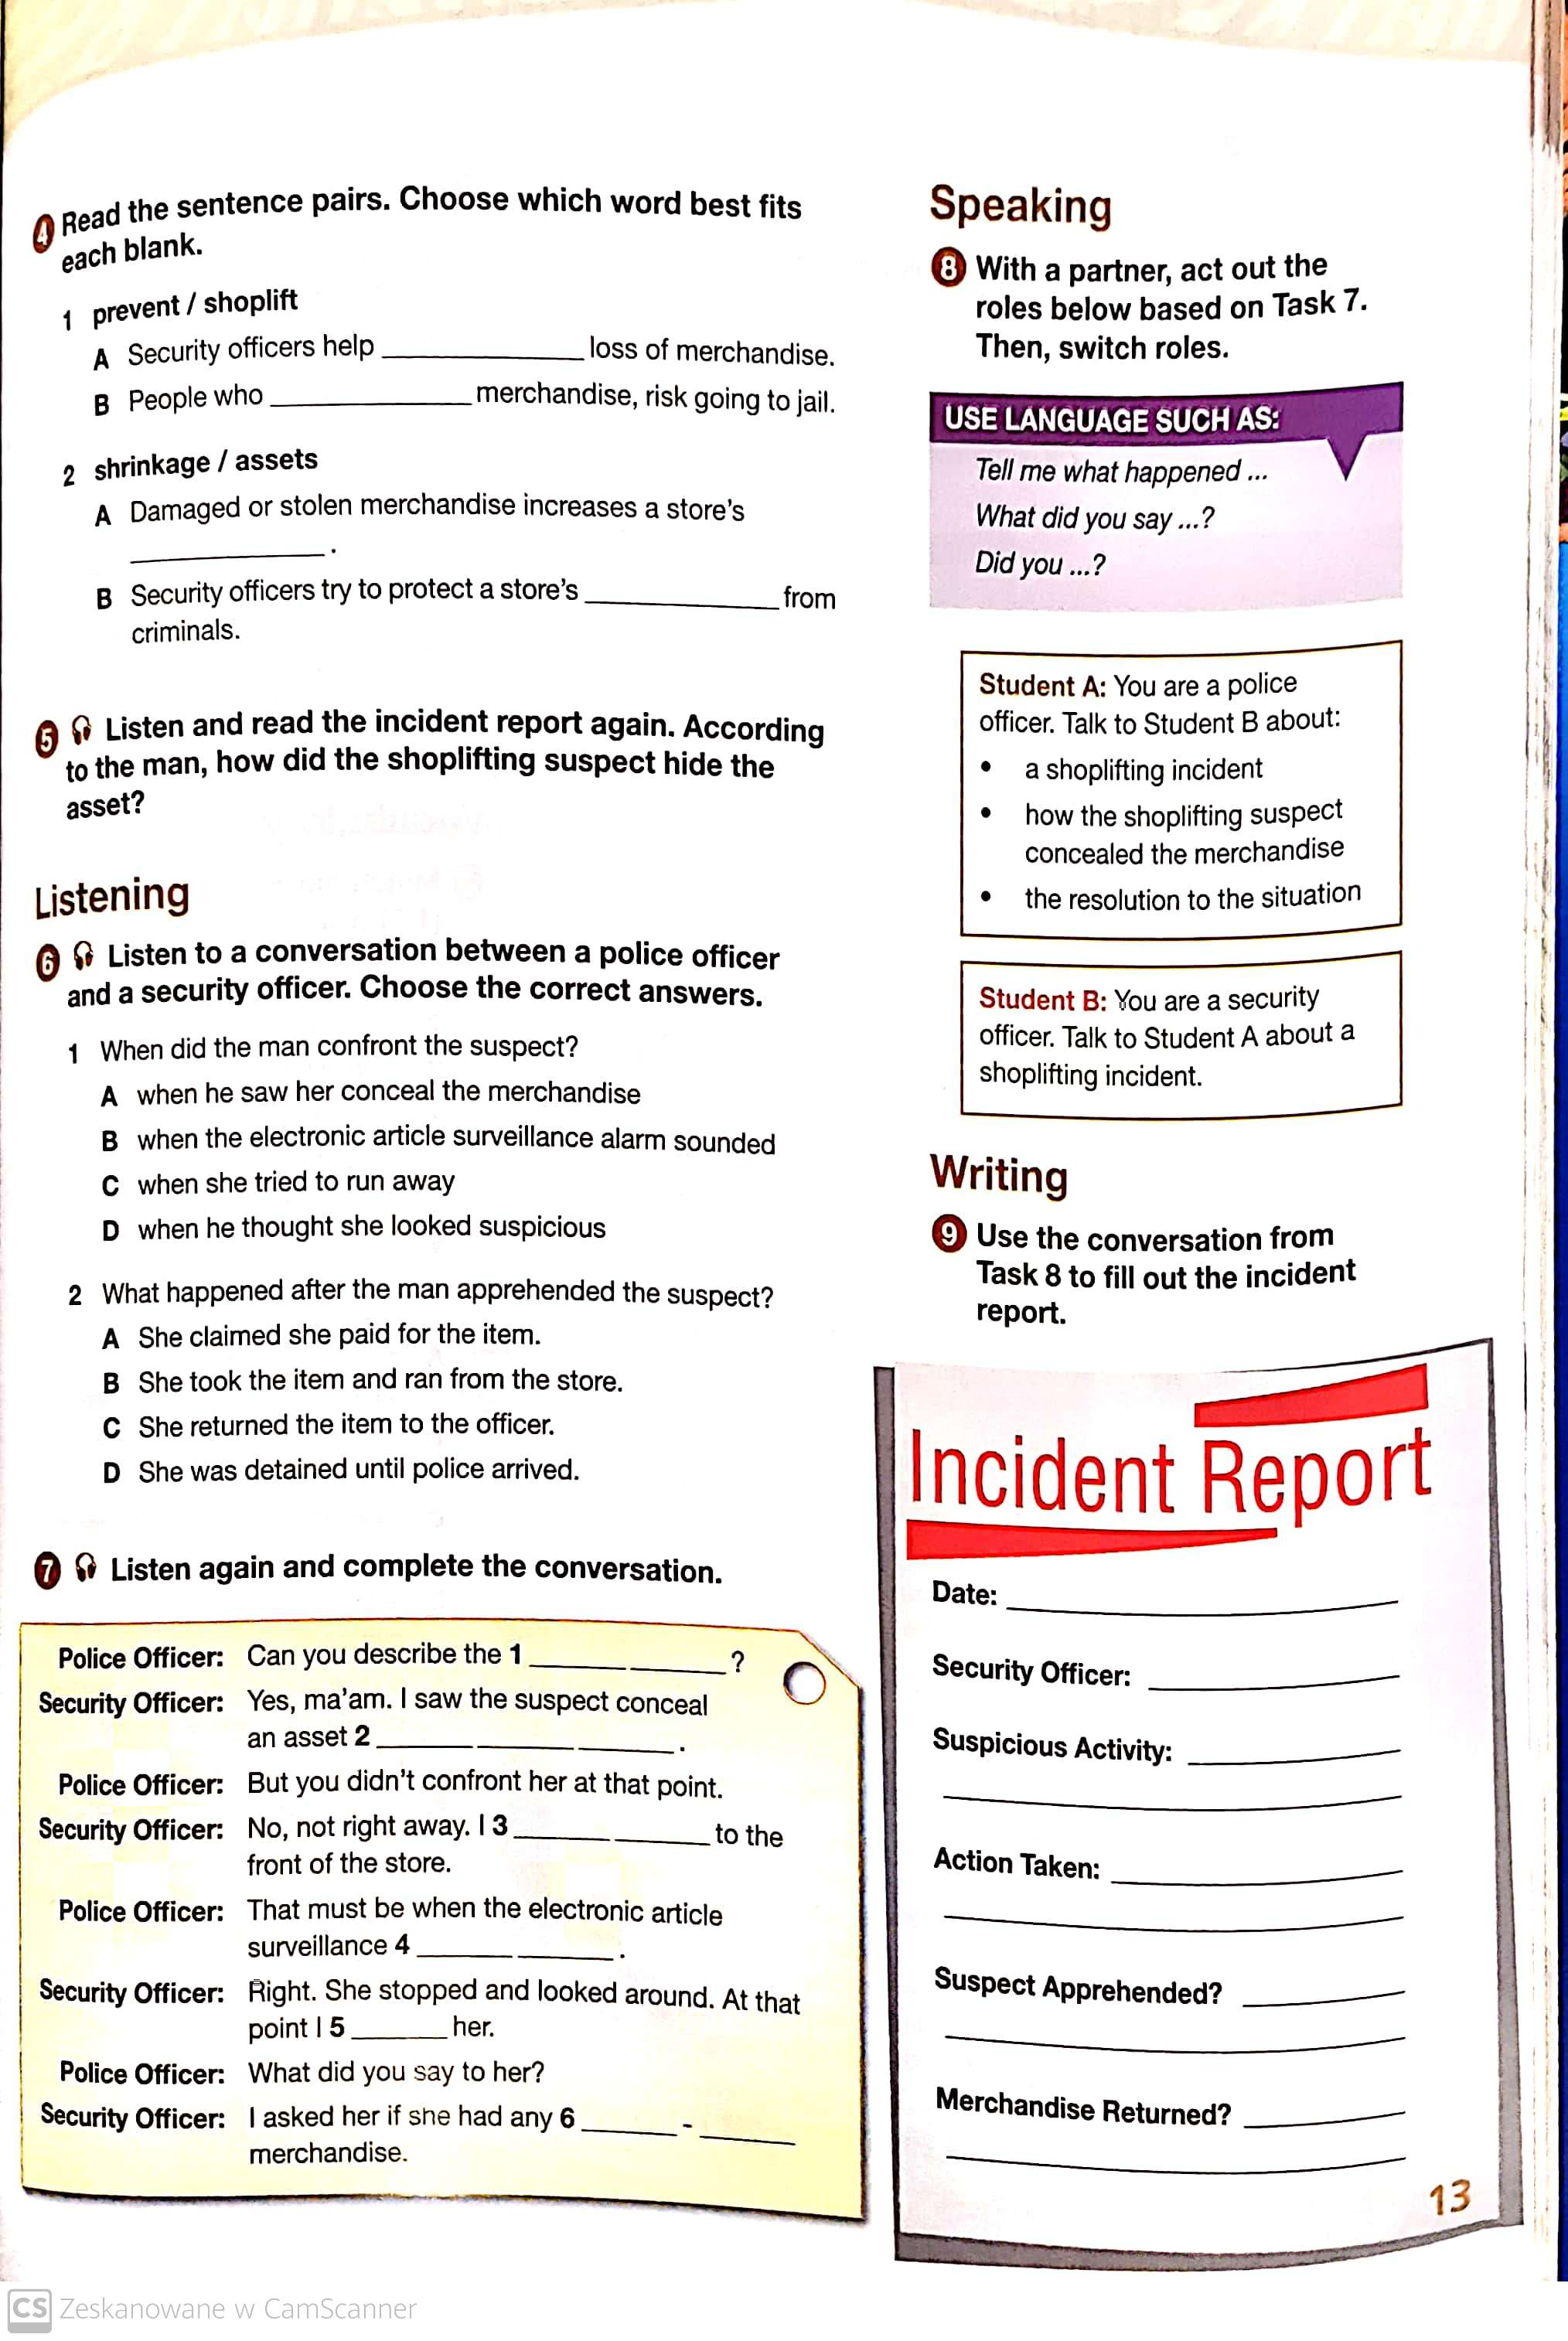 4 Read the sentence pairs. Choose which word best fits
each blank.
1 prevent / shoplift
A Security officers help ____________ loss of merchandise.
B People who ____________ merchandise, risk going to jail.
2 shrinkage / assets
A Damaged or stolen merchandise increases a store's
____________ .
B Security officers try to protect a store's ____________ from
criminals.
5 Listen and read the incident report again. According
to the man, how did the shoplifting suspect hide the
asset?
Listening
6 Listen to a conversation between a police officer
and a security officer. Choose the correct answers.
1 When did the man confront the suspect?
A when he saw her conceal the merchandise
B when the electronic article surveillance alarm sounded
C when she tried to run away
D when he thought she looked suspicious
2 What happened after the man apprehended the suspect?
A She claimed she paid for the item.
B She took the item and ran from the store.
C She returned the item to the officer.
D She was detained until police arrived.
7 Listen again and complete the conversation.
Police Officer: Can you describe the 1 ______ ______ ?
Security Officer: Yes, ma'am. I saw the suspect conceal
an asset 2 ______ ______ ______ .
Police Officer: But you didn't confront her at that point.
Security Officer: No, not right away. I 3 ______ ______ to the
front of the store.
Police Officer: That must be when the electronic article
surveillance 4 ______ ______ .
Security Officer: Right. She stopped and looked around. At that
point I 5 ______ her.
Police Officer: What did you say to her?
Security Officer: I asked her if she had any 6 ______ - ______
merchandise.
Speaking
8 With a partner, act out the
roles below based on Task 7.
Then, switch roles.
USE LANGUAGE SUCH AS:
Tell me what happened ...
What did you say ...?
Did you ...?
Student A: You are a police
officer. Talk to Student B about:
• a shoplifting incident
• how the shoplifting suspect
concealed the merchandise
• the resolution to the situation
Student B: You are a security
officer. Talk to Student A about a
shoplifting incident.
Writing
9 Use the conversation from
Task 8 to fill out the incident
report.
Incident Report
Date: ____________
Security Officer: ____________
Suspicious Activity: ____________
____________
Action Taken: ____________
____________
Suspect Apprehended? ____________
____________
Merchandise Returned? ____________
____________
13
CS Zeskanowane w CamScanner